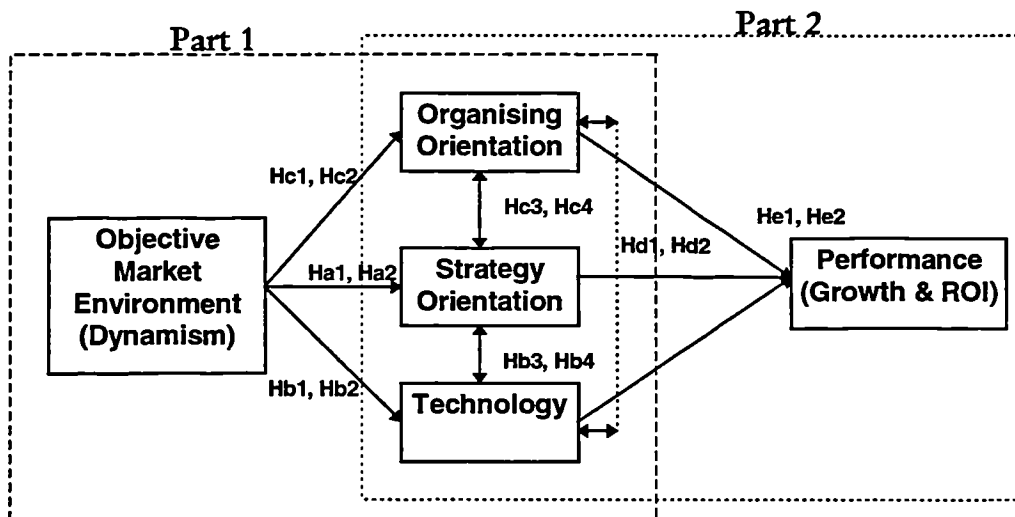 Part 1
Part 2
Organising
Orientation
Hc1, Hc2
Hc3, Hc4
He1, He2
Objective
Market
Environment
(Dynamism)
Ha1, Ha2
Strategy
Orientation
Hd1, Hd2
Performance
(Growth & ROI)
Hb1, Hb2
Hb3, Hb4
Technology